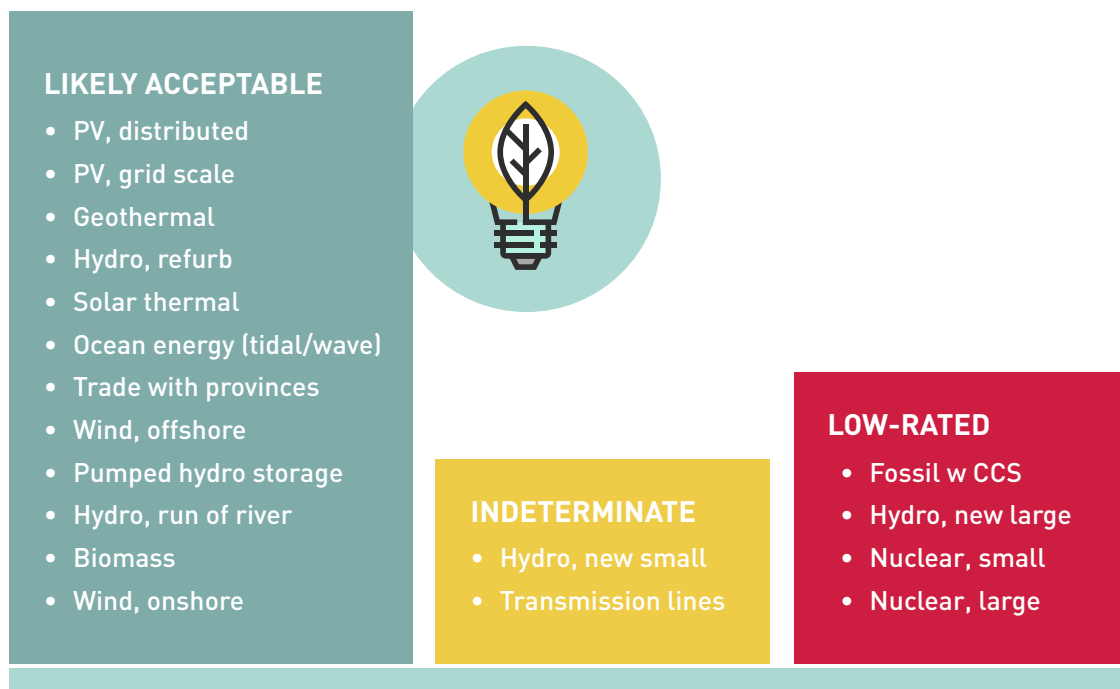 LIKELY ACCEPTABLE
• PV, distributed
• PV, grid scale
• Geothermal
• Hydro, refurb
• Solar thermal
• Ocean energy (tidal/wave)
• Trade with provinces
• Wind, offshore
• Pumped hydro storage
• Hydro, run of river
• Biomass
• Wind, onshore
INDETERMINATE
• Hydro, new small
• Transmission lines
LOW-RATED
• Fossil w CCS
• Hydro, new large
• Nuclear, small
• Nuclear, large